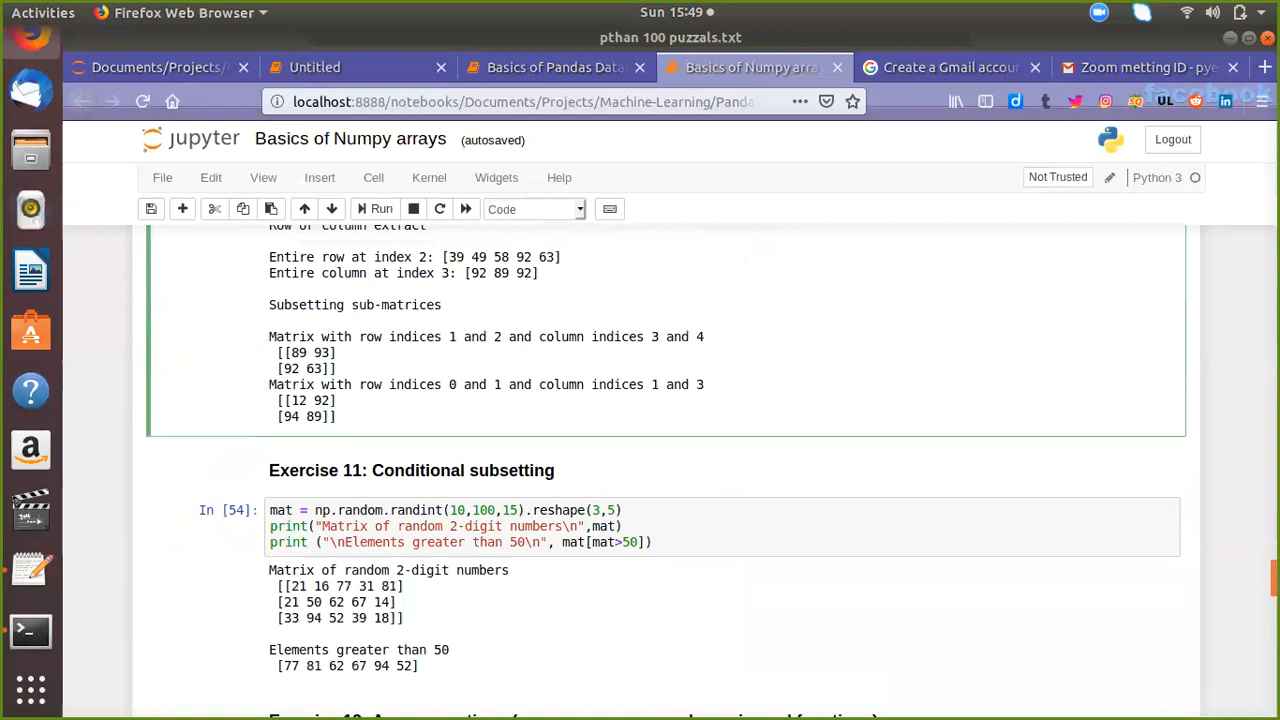 Activities Firefox Web Browser Sun 15:49
pthan 100 puzzals.txt
Documents/Projects/ Untitled Basics of Pandas Data Basics of Numpy array Create a Gmail accou Zoom metting ID - pye
localhost:8888/notebooks/Documents/Projects/Machine-Learning/Panda
facebook
jupyter Basics of Numpy arrays (autosaved) Logout
File Edit View Insert Cell Kernel Widgets Help Not Trusted Python 3
Run Code
Row of column extract
Entire row at index 2: [39 49 58 92 63]
Entire column at index 3: [92 89 92]
Subsetting sub-matrices
Matrix with row indices 1 and 2 and column indices 3 and 4
[[89 93]
[92 63]]
Matrix with row indices 0 and 1 and column indices 1 and 3
[[12 92]
[94 89]]
Exercise 11: Conditional subsetting
In [54]: mat = np.random.randint(10,100,15).reshape(3,5)
print("Matrix of random 2-digit numbers\n",mat)
print ("\nElements greater than 50\n", mat[mat>50])
Matrix of random 2-digit numbers
[[21 16 77 31 81]
[21 50 62 67 14]
[33 94 52 39 18]]
Elements greater than 50
[77 81 62 67 94 52]